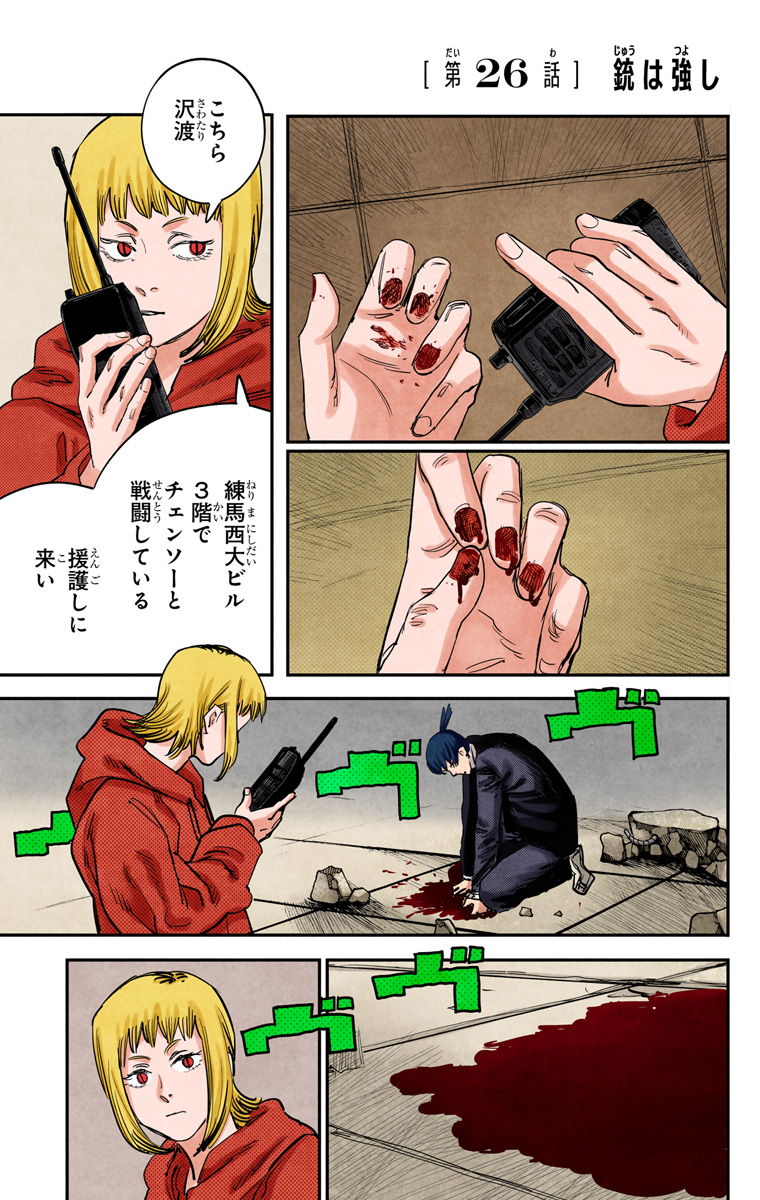 [第26話] 銃は強し
こちら
沢渡
練馬西大ビル
3階で
チェンソーと
戦闘している
援護しに
来い
ヴヴヴ
ヴヴ